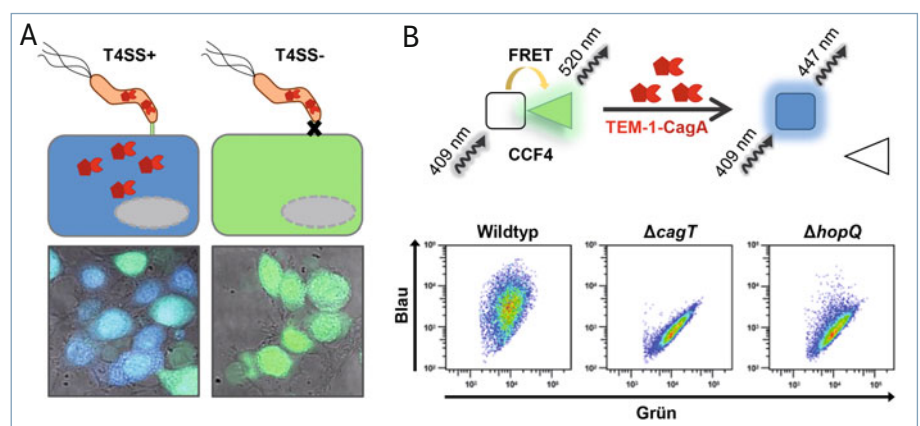 A
T4SS+
T4SS-
B
FRET
520 nm
409 nm
CCF4
TEM-1-CagA
447 nm
409 nm
Wildtyp
ΔcagT
ΔhopQ
Blau
Grün